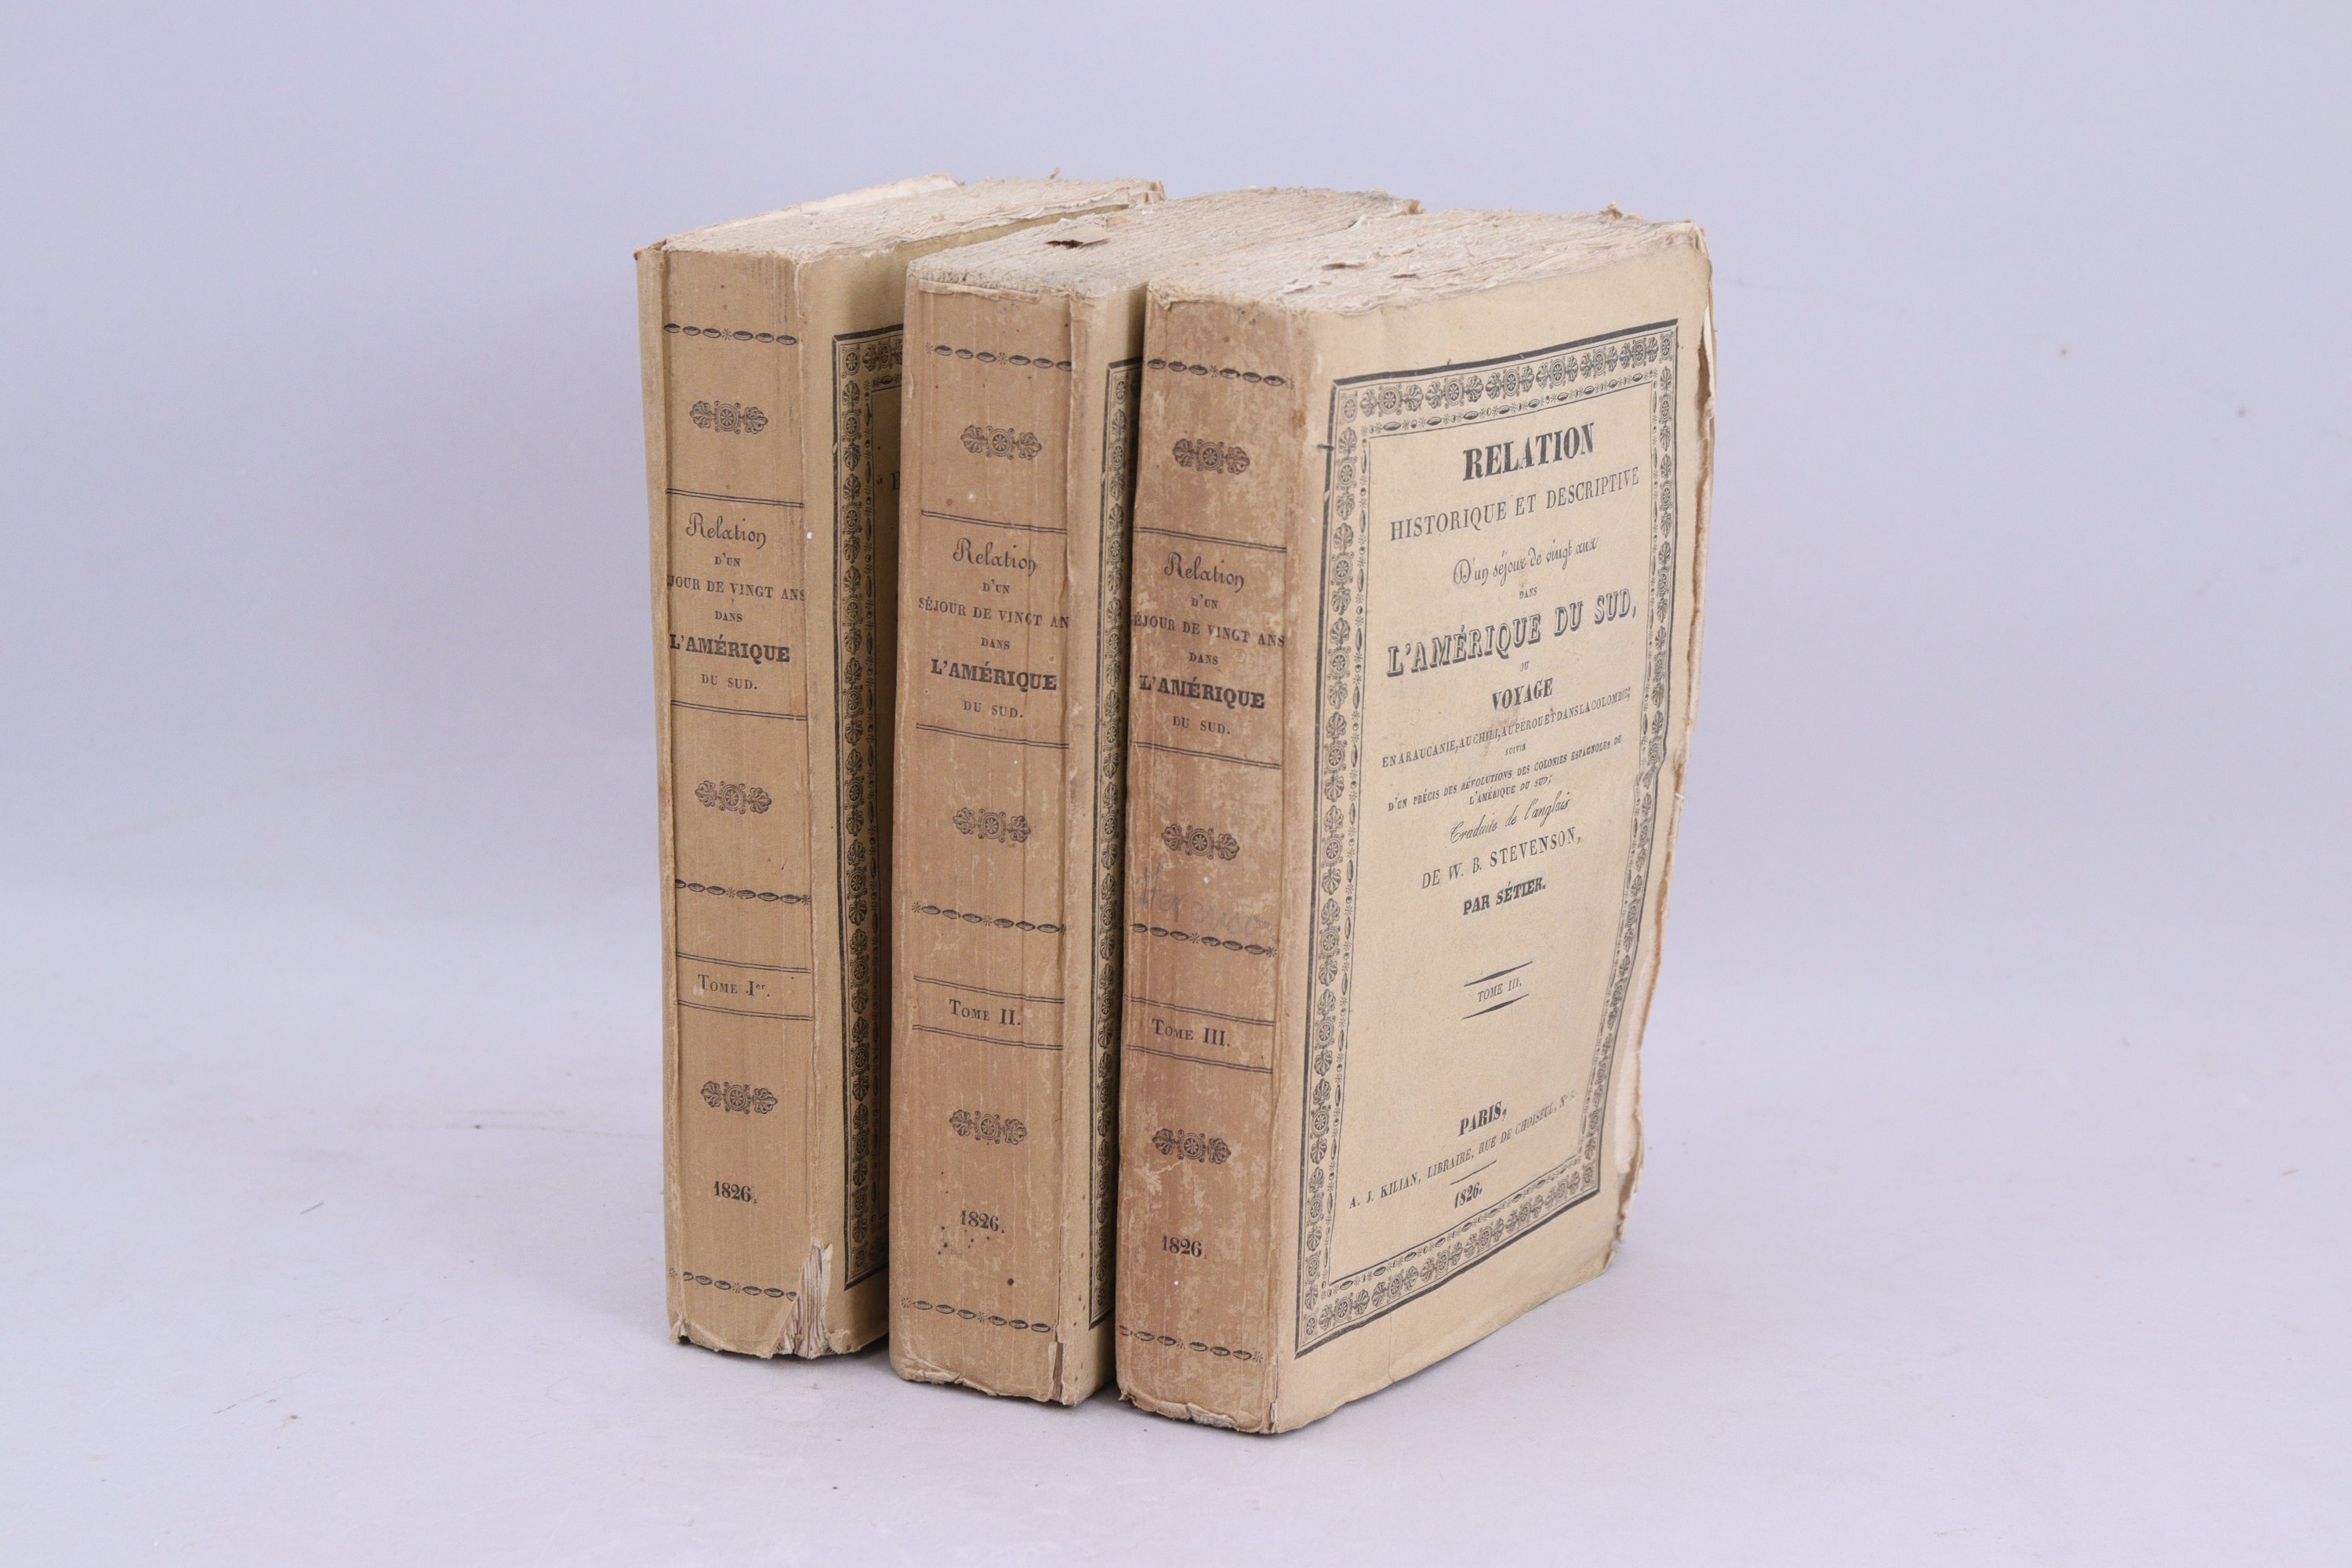 Relation
D'UN
JOUR DE VINGT ANS
DANS
L'AMÉRIQUE
DU SUD.
TOME Ier.
1826.
Relation
D'UN
SÉJOUR DE VINGT AN
DANS
L'AMÉRIQUE
DU SUD.
TOME II.
1826.
Relation
D'UN
ÉJOUR DE VINGT ANS
DANS
L'AMÉRIQUE
DU SUD.
TOME III.
1826.
RELATION
HISTORIQUE ET DESCRIPTIVE
D'un séjour de vingt ans
DANS
L'AMÉRIQUE DU SUD,
OU
VOYAGE
EN ARAUCANIE, AU CHILI, AU PEROU ET DANS LA COLOMBIE;
SUIVIE
D'UN PRÉCIS DES RÉVOLUTIONS DES COLONIES ESPAGNOLES DE
L'AMÉRIQUE DU SUD;
Traduite de l'anglais
DE W. B. STEVENSON,
PAR SÉTIER.
TOME III.
PARIS,
A. J. KILIAN, LIBRAIRE, RUE DE CHOISEUL, No
1826.